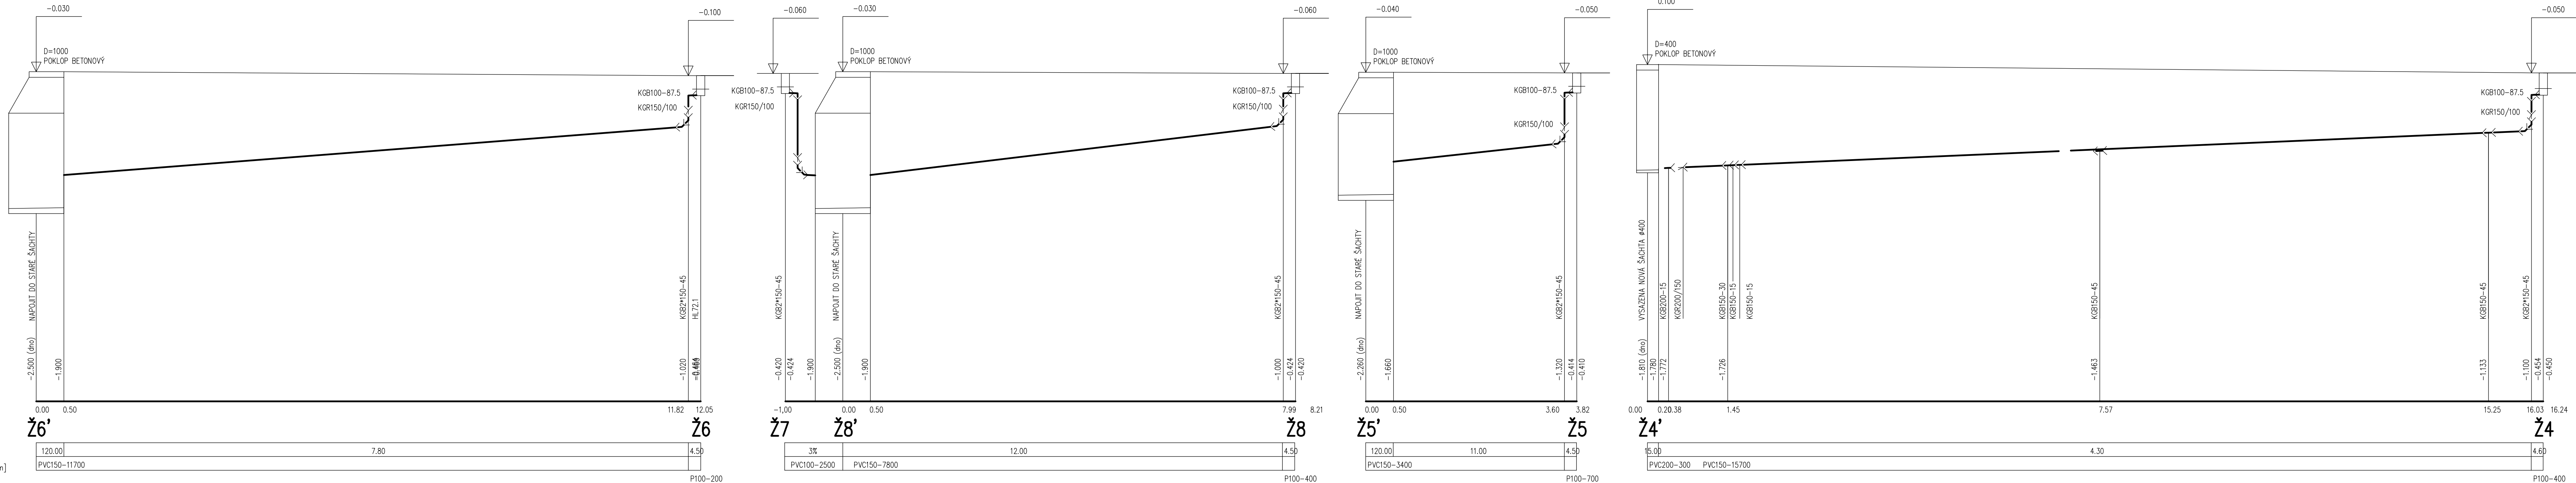 -0.030
-0.100
D=1000
POKLOP BETONOVÝ
KGB100-87.5
KGR150/100
NAPOJIT DO STARÉ ŠACHTY
-2.500 (dno)
-1.900
KGB2*150-45
HL72.1
-1.020
0.00
0.50
11.82
12.05
Ž6'
Ž6
120.00
7.80
4.50
PVC150-11700
P100-200
-0.060
-0.030
-0.060
D=1000
POKLOP BETONOVÝ
KGB100-87.5
KGR150/100
KGB100-87.5
KGR150/100
KGB2*150-45
NAPOJIT DO STARÉ ŠACHTY
KGB2*150-45
-0.420
-0.424
-1.900
-2.500 (dno)
-1.900
-1.000
-0.424
-0.420
-1,00
0.00
0.50
7.99
8.21
Ž7
Ž8'
Ž8
3%
12.00
4.50
PVC100-2500
PVC150-7800
P100-400
-0.040
-0.050
D=1000
POKLOP BETONOVÝ
KGB100-87.5
KGR150/100
NAPOJIT DO STARÉ ŠACHTY
KGB2*150-45
-2.260 (dno)
-1.660
-1.320
-0.414
-0.410
0.00
0.50
3.60
3.82
Ž5'
Ž5
120.00
11.00
4.50
PVC150-3400
P100-700
0.100
-0.050
D=400
POKLOP BETONOVÝ
KGB100-87.5
KGR150/100
VYSAZENA NOVÁ ŠACHTA ø400
KGB200-15
KGR200/150
KGB150-30
KGB150-15
KGB150-15
KGB150-45
KGB150-45
KGB2*150-45
-1.810 (dno)
-1.780
-1.772
-1.726
-1.463
-1.133
-1.100
-0.454
-0.450
0.00
0.20
0.38
1.45
7.57
15.25
16.03
16.24
Ž4'
Ž4
15.00
4.30
4.60
PVC200-300
PVC150-15700
P100-400